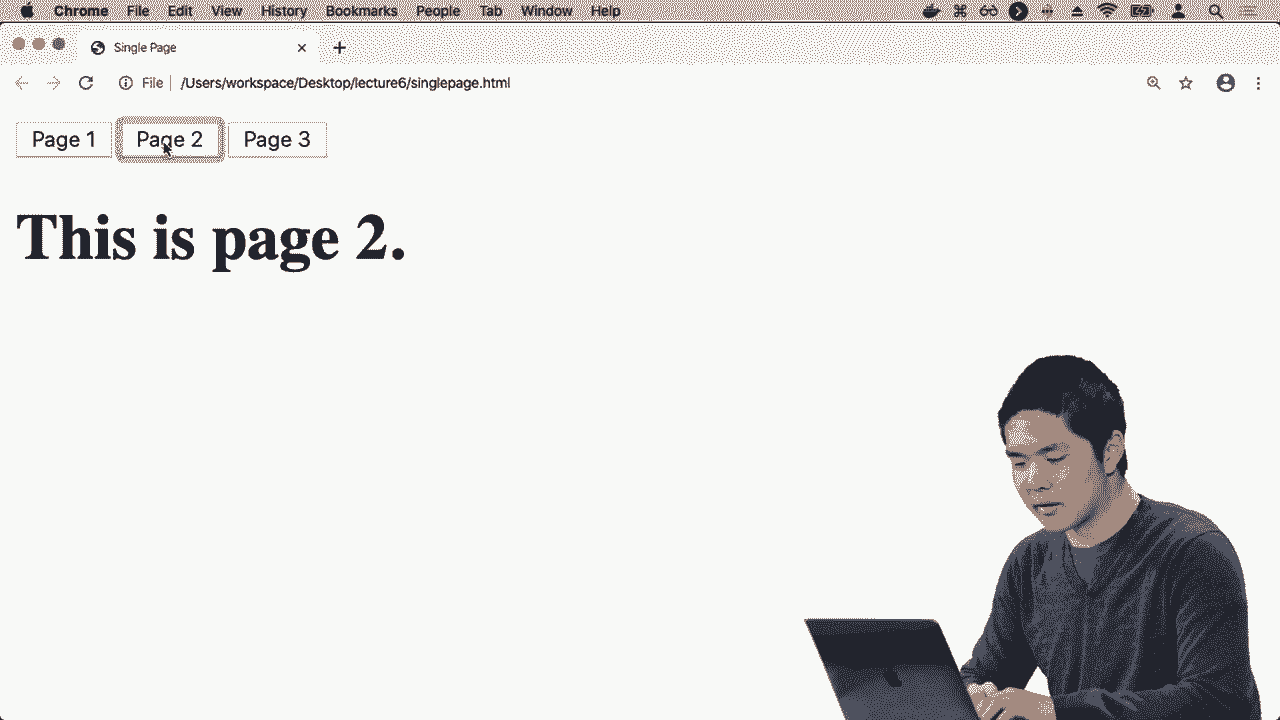 Chrome File Edit View History Bookmarks People Tab Window Help
Single Page
File /Users/workspace/Desktop/lecture6/singlepage.html
Page 1 Page 2 Page 3
This is page 2.